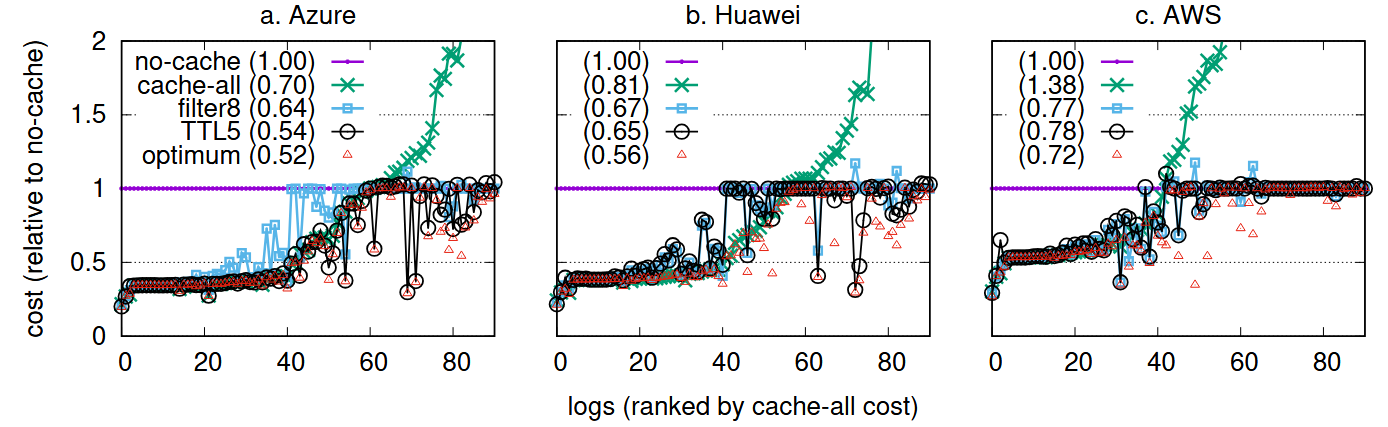 a. Azure
b. Huawei
c. AWS
cost (relative to no-cache)
2
1.5
1
0.5
0
no-cache (1.00)
cache-all (0.70)
filter8 (0.64)
TTL5 (0.54)
optimum (0.52)
(1.00)
(0.81)
(0.67)
(0.65)
(0.56)
(1.00)
(1.38)
(0.77)
(0.78)
(0.72)
0 20 40 60 80
0 20 40 60 80
0 20 40 60 80
logs (ranked by cache-all cost)